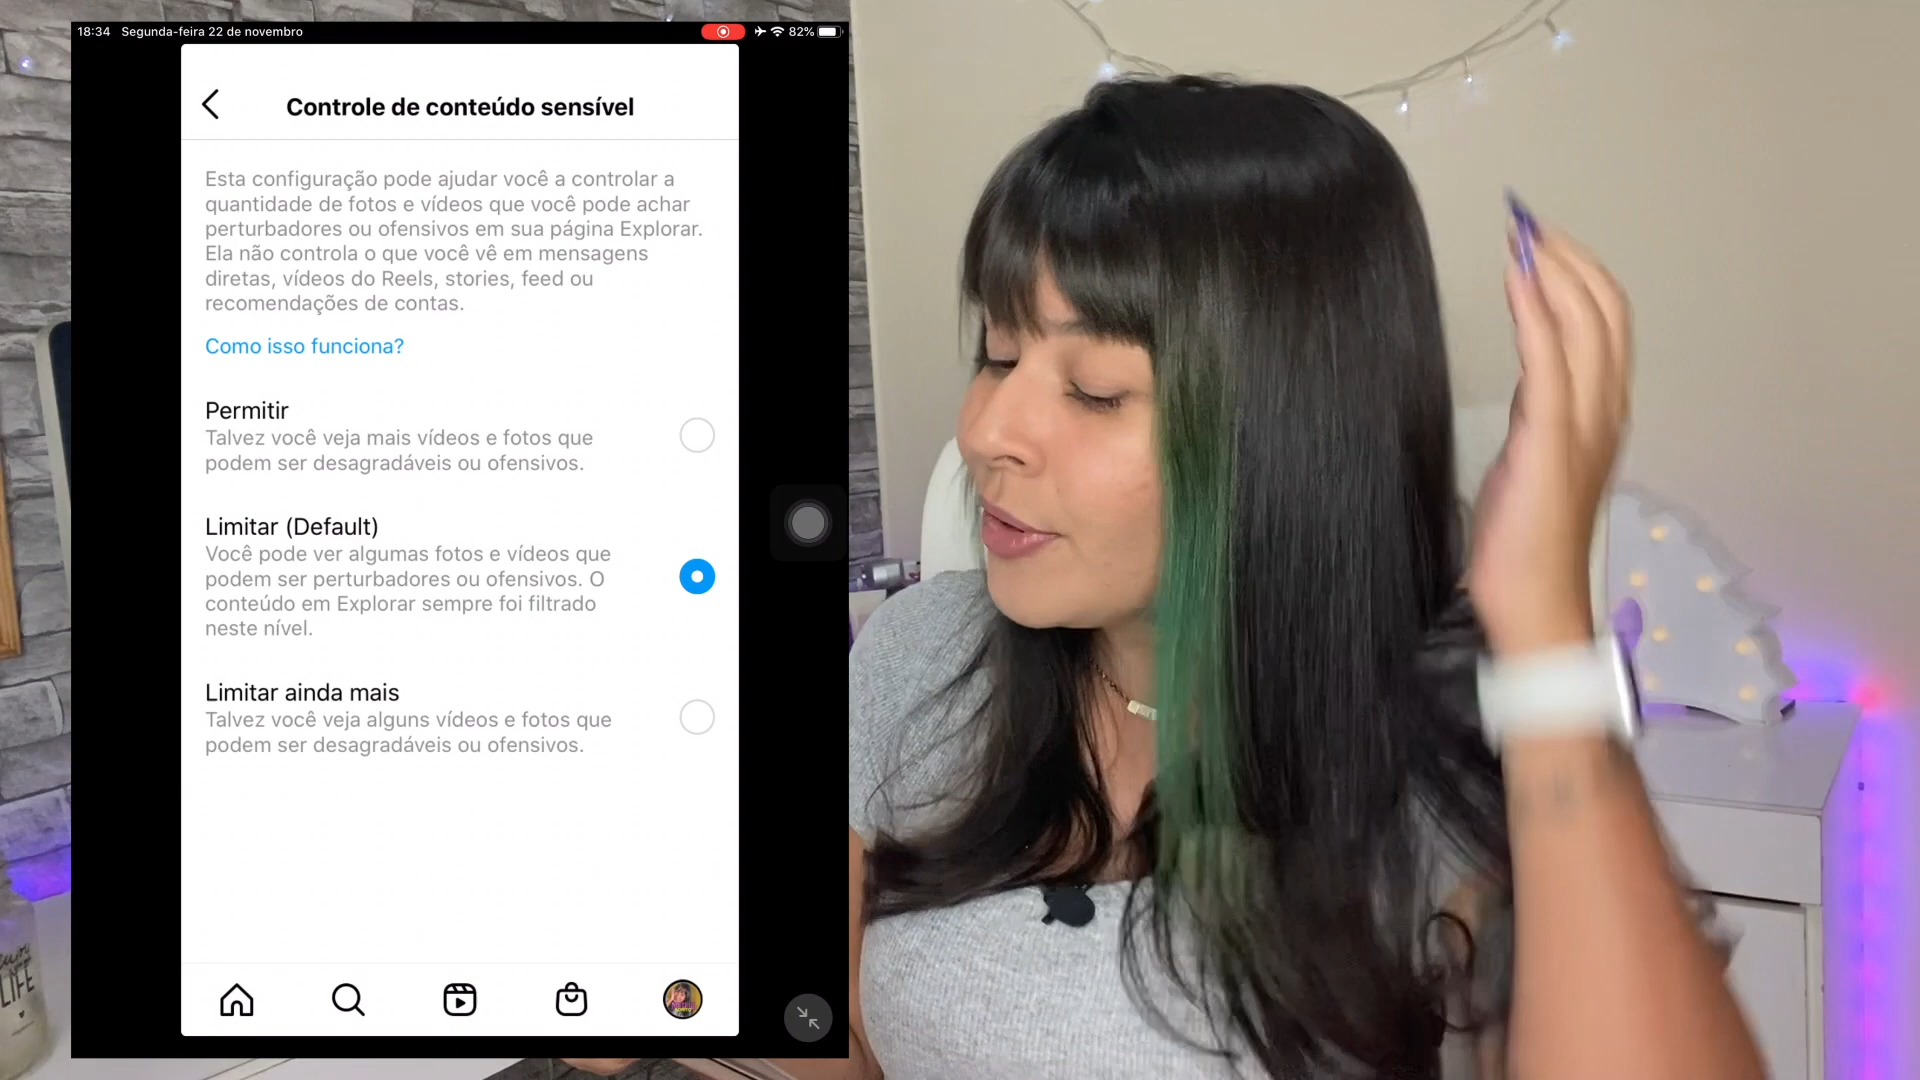 18:34 Segunda-feira 22 de novembro
82%
Controle de conteúdo sensível
Esta configuração pode ajudar você a controlar a
quantidade de fotos e vídeos que você pode achar
perturbadores ou ofensivos em sua página Explorar.
Ela não controla o que você vê em mensagens
diretas, vídeos do Reels, stories, feed ou
recomendações de contas.
Como isso funciona?
Permitir
Talvez você veja mais vídeos e fotos que
podem ser desagradáveis ou ofensivos.
Limitar (Default)
Você pode ver algumas fotos e vídeos que
podem ser perturbadores ou ofensivos. O
conteúdo em Explorar sempre foi filtrado
neste nível.
Limitar ainda mais
Talvez você veja alguns vídeos e fotos que
podem ser desagradáveis ou ofensivos.
LIFE